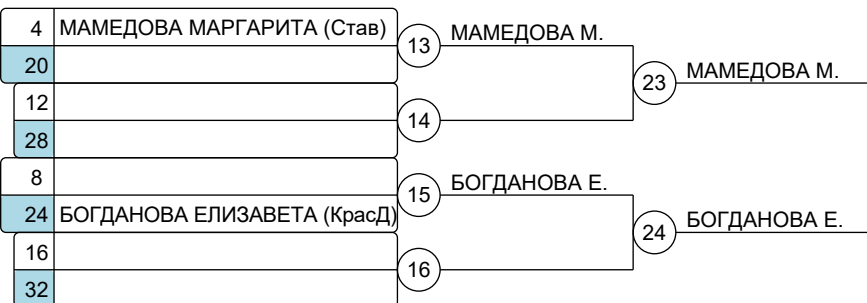 4 МАМЕДОВА МАРГАРИТА (Став)
20
12
28
8
24 БОГДАНОВА ЕЛИЗАВЕТА (КрасД)
16
32
13 МАМЕДОВА М.
14
15 БОГДАНОВА Е.
16
23 МАМЕДОВА М.
24 БОГДАНОВА Е.